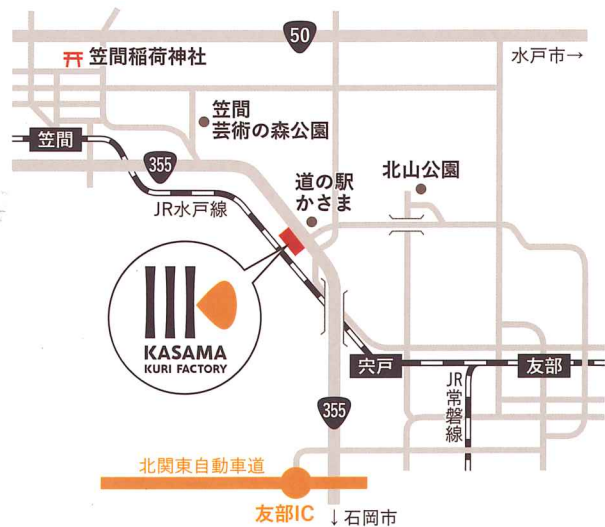 50
水戸市→
笠間稲荷神社
笠間
芸術の森公園
笠間
355
道の駅
かさま
北山公園
JR水戸線
KASAMA
KURI FACTORY
宍戸
友部
JR常磐線
355
北関東自動車道
友部IC
↓石岡市